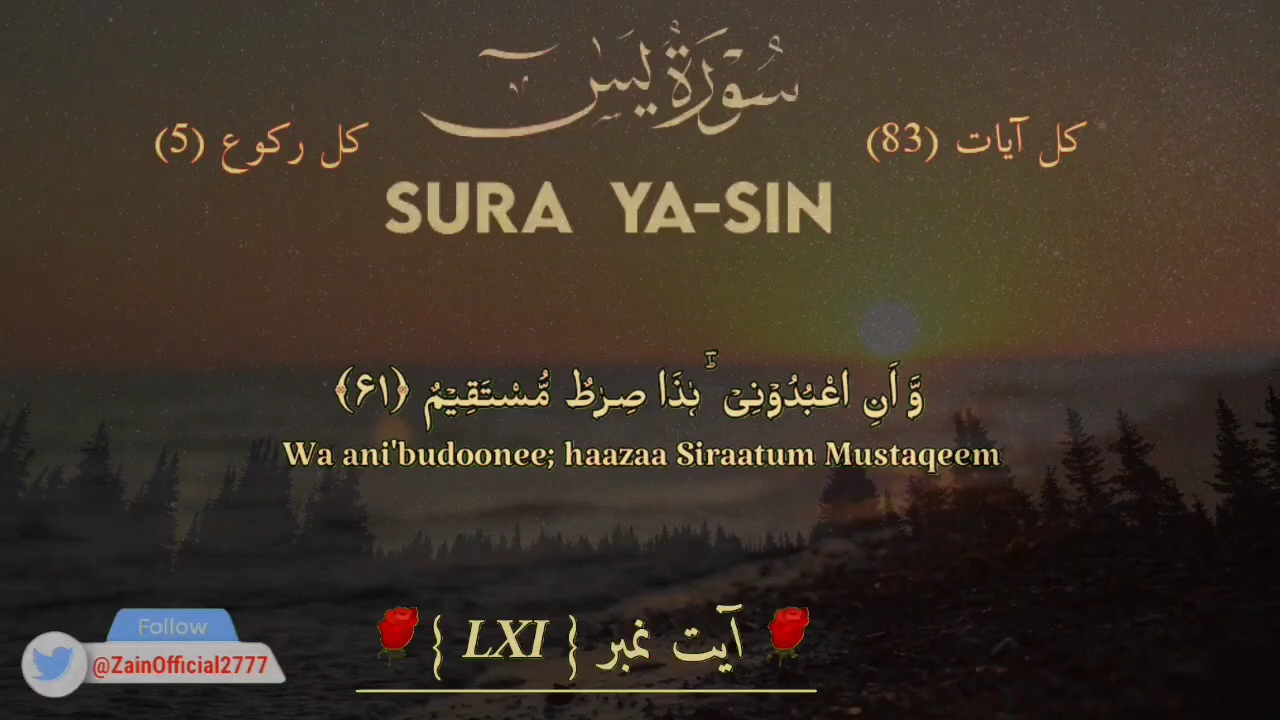 سُوۡرَةُ يٰسٓ
کل آیات (83)
کل رکوع (5)
SURA YA-SIN
وَّ اَنِ اعۡبُدُوۡنِیۡ ؕ ہٰذَا صِرٰطٌ مُّسۡتَقِیۡمٌ ﴿۶۱﴾
Wa ani'budoonee; haazaa Siraatum Mustaqeem
آیت نمبر { LXI }
Follow
@ZainOfficial2777